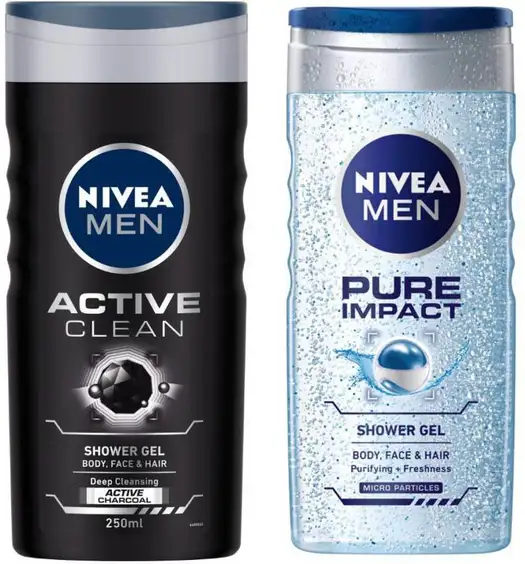 NIVEA
MEN
ACTIVE
CLEAN
SHOWER GEL
BODY, FACE & HAIR
Deep Cleansing
ACTIVE
CHARCOAL
250ml
NIVEA
MEN
PURE
IMPACT
SHOWER GEL
BODY, FACE & HAIR
Purifying + Freshness
MICRO PARTICLES